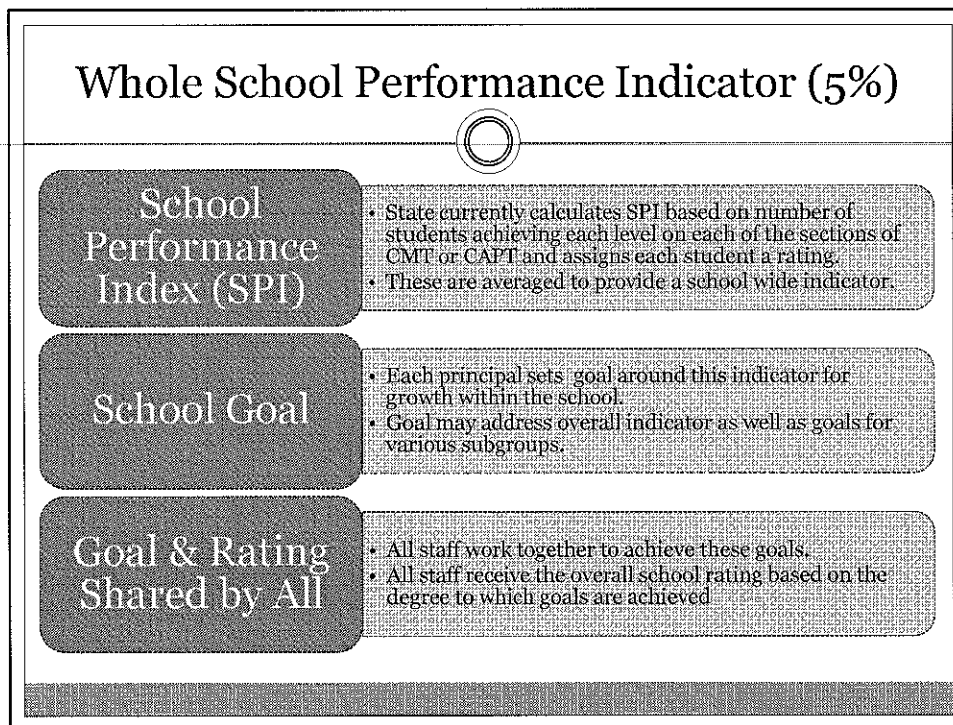 Whole School Performance Indicator (5%)
School
Performance
Index (SPI)
• State currently calculates SPI based on number of
students achieving each level on each of the sections of
CMT or CAPT and assigns each student a rating.
• These are averaged to provide a school wide indicator.
School Goal
• Each principal sets goal around this indicator for
growth within the school.
• Goal may address overall indicator as well as goals for
various subgroups.
Goal & Rating
Shared by All
• All staff work together to achieve these goals.
• All staff receive the overall school rating based on the
degree to which goals are achieved